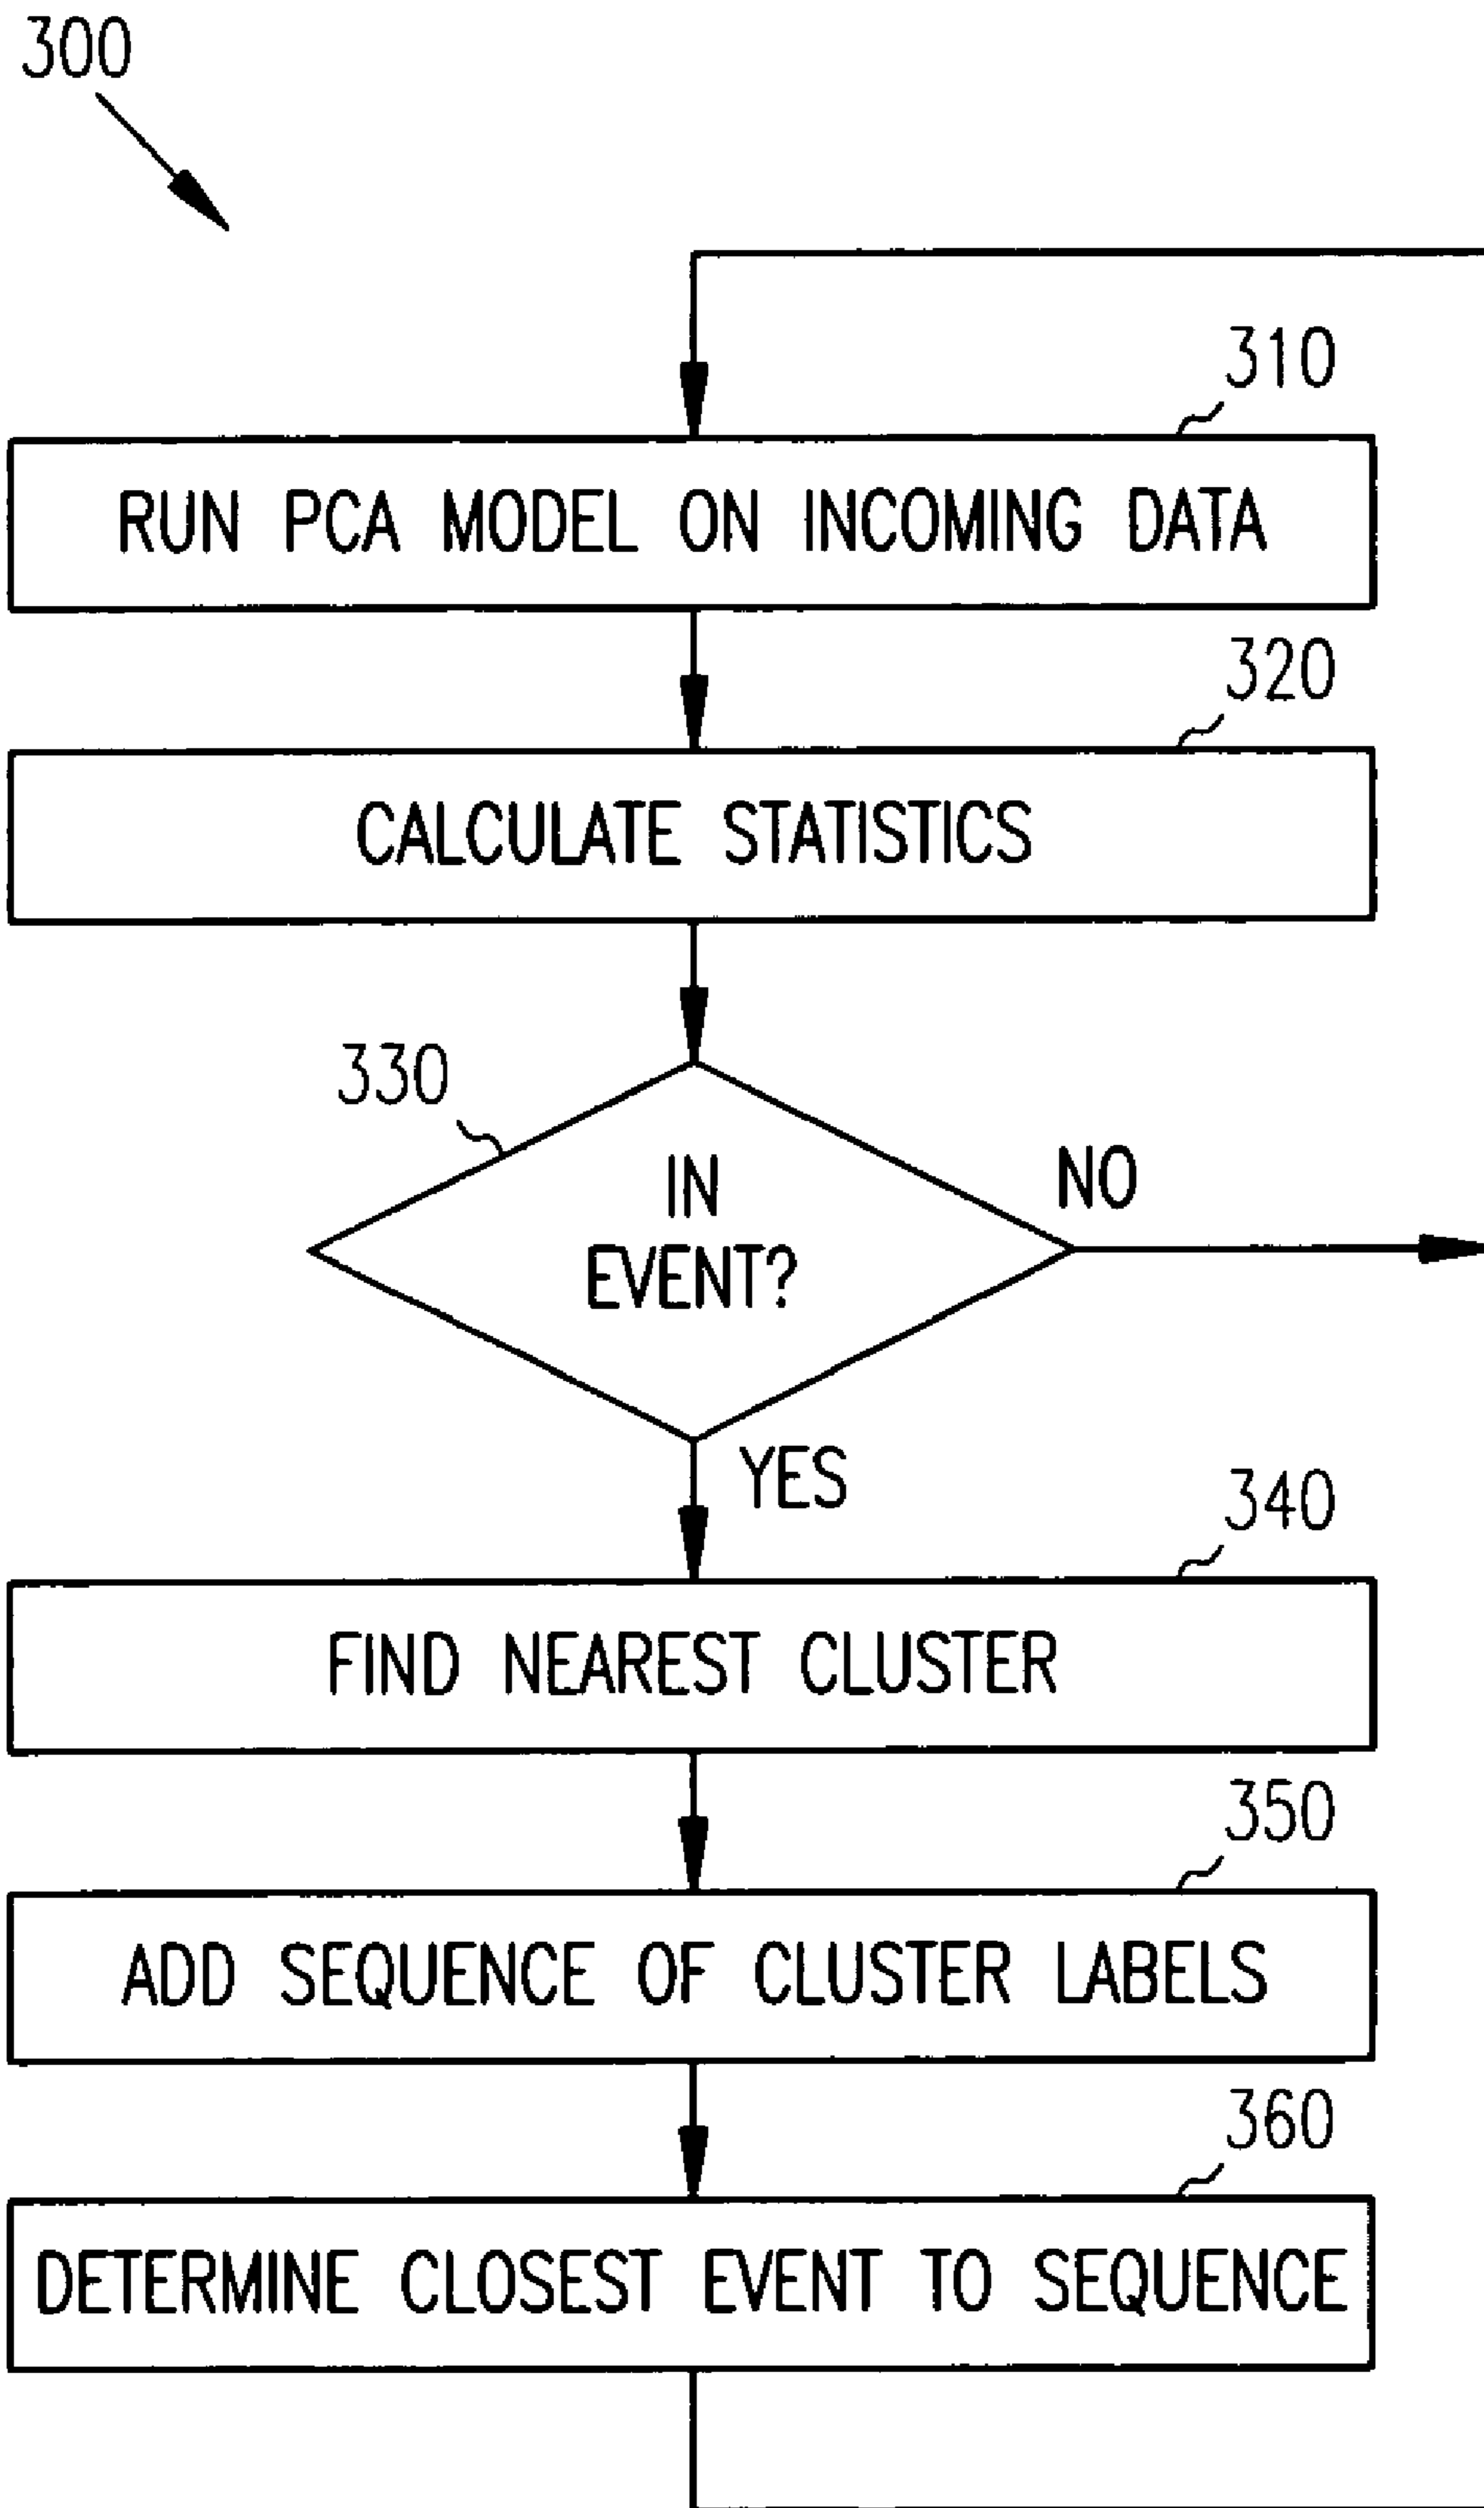 300
310
RUN PCA MODEL ON INCOMING DATA
320
CALCULATE STATISTICS
330
IN
EVENT?
NO
YES
340
FIND NEAREST CLUSTER
350
ADD SEQUENCE OF CLUSTER LABELS
360
DETERMINE CLOSEST EVENT TO SEQUENCE